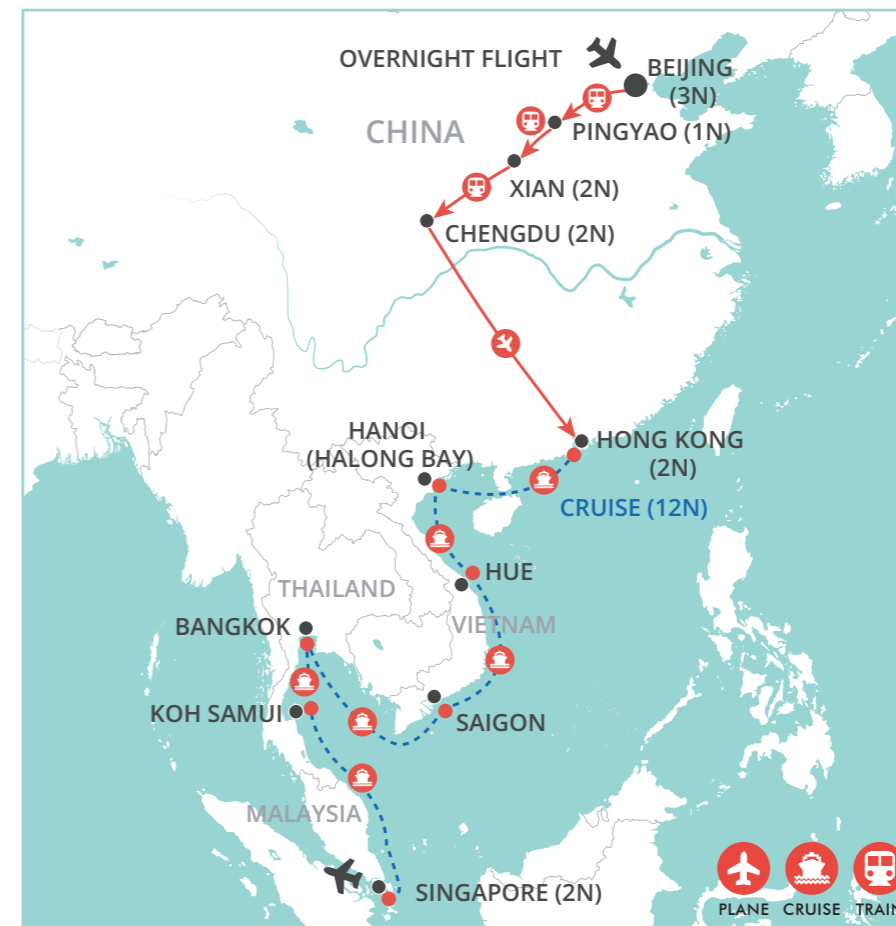 OVERNIGHT FLIGHT
BEIJING
(3N)
CHINA
PINGYAO (1N)
XIAN (2N)
CHENGDU (2N)
HANOI
(HALONG BAY)
HONG KONG
(2N)
CRUISE (12N)
HUE
THAILAND
VIETNAM
BANGKOK
KOH SAMUI
SAIGON
MALAYSIA
SINGAPORE (2N)
PLANE CRUISE TRAIN